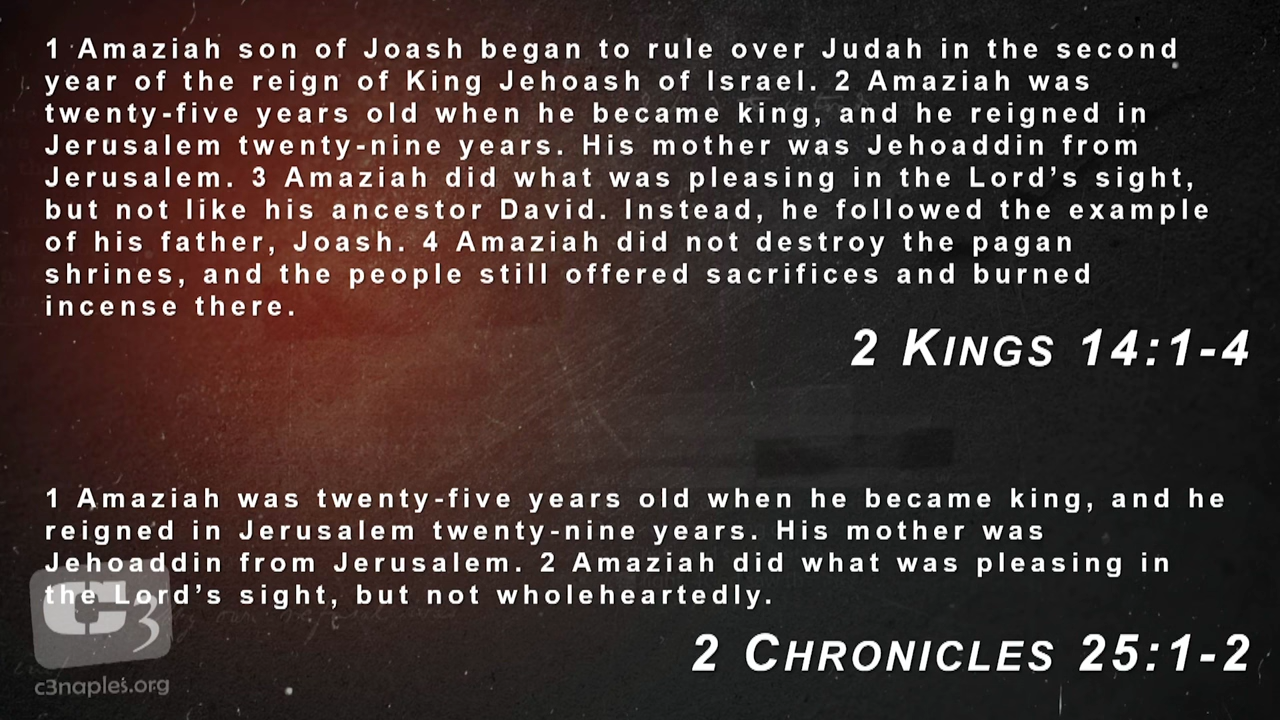 1 Amaziah son of Joash began to rule over Judah in the second
year of the reign of King Jehoash of Israel. 2 Amaziah was
twenty-five years old when he became king, and he reigned in
Jerusalem twenty-nine years. His mother was Jehoaddin from
Jerusalem. 3 Amaziah did what was pleasing in the Lord’s sight,
but not like his ancestor David. Instead, he followed the example
of his father, Joash. 4 Amaziah did not destroy the pagan
shrines, and the people still offered sacrifices and burned
incense there.
2 KINGS 14:1-4
1 Amaziah was twenty-five years old when he became king, and he
reigned in Jerusalem twenty-nine years. His mother was
Jehoaddin from Jerusalem. 2 Amaziah did what was pleasing in
the Lord’s sight, but not wholeheartedly.
2 CHRONICLES 25:1-2
C3
c3naples.org